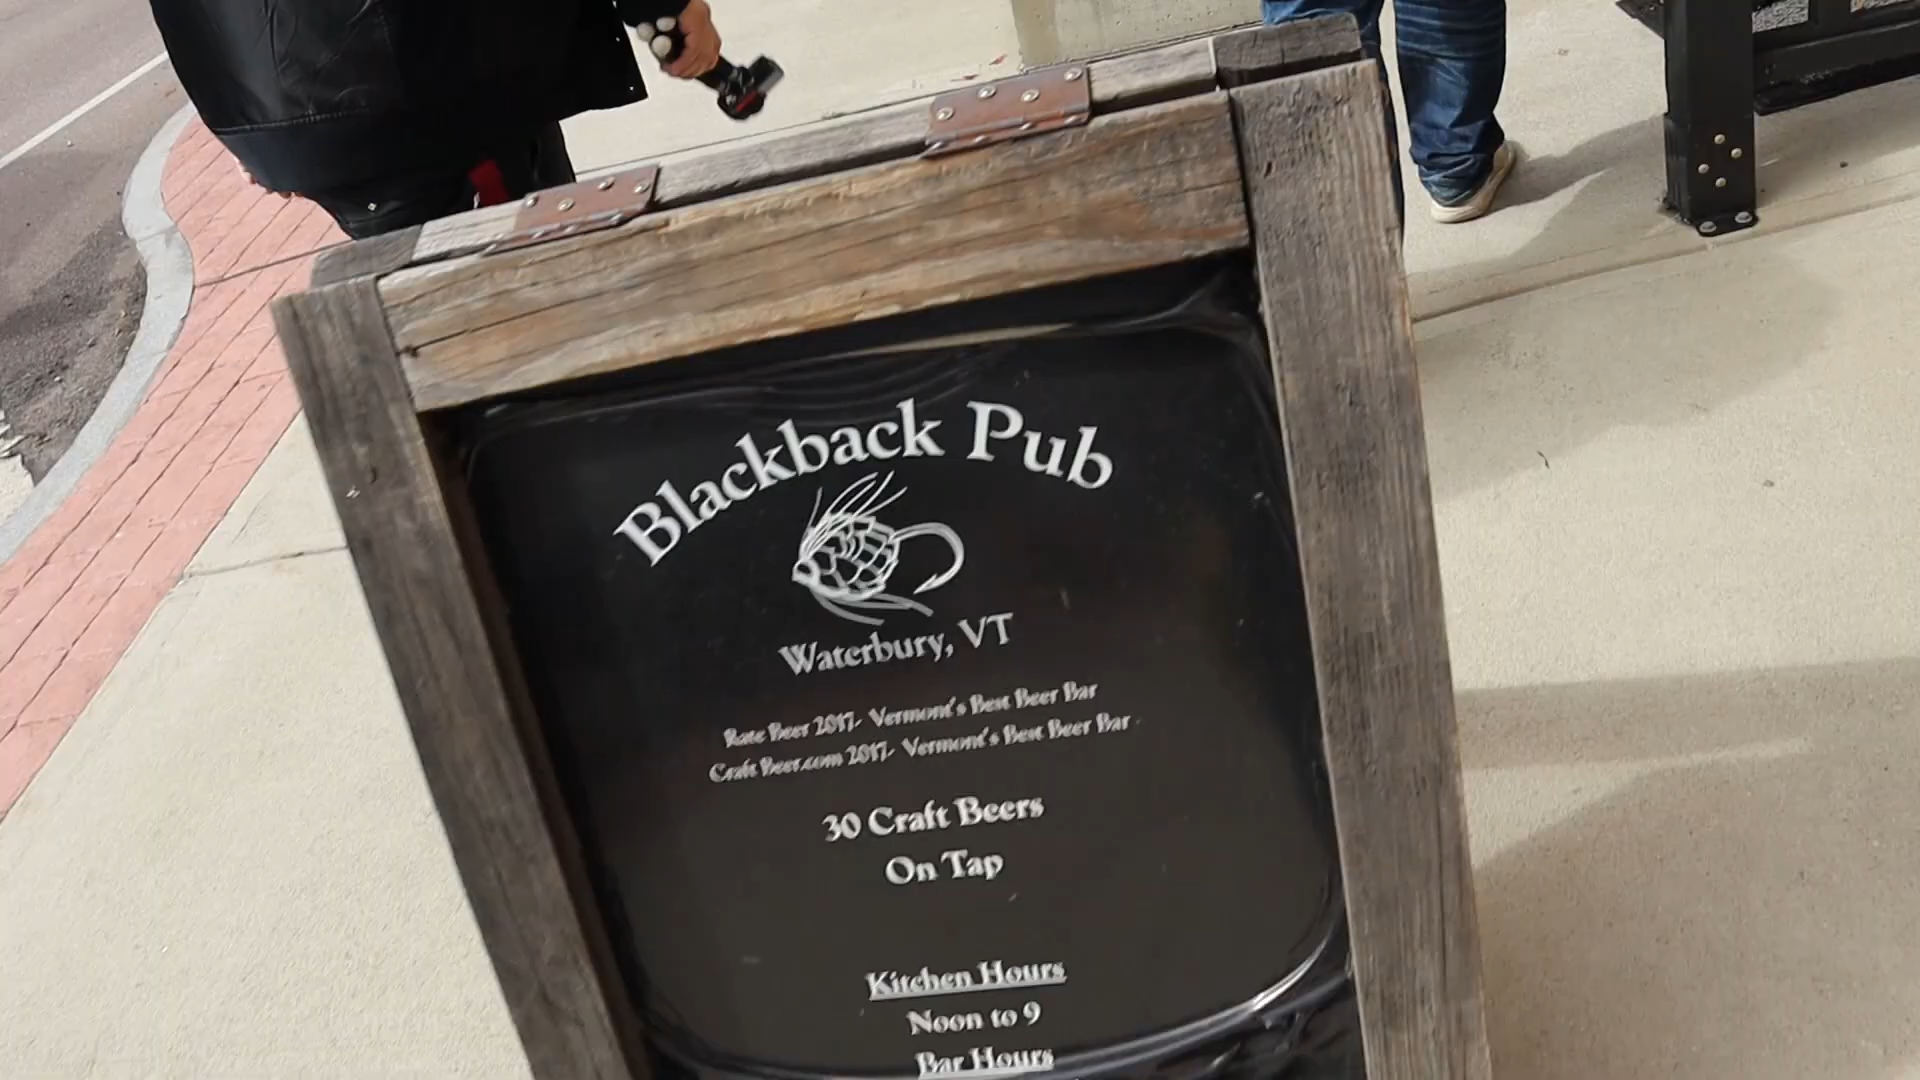 Blackback Pub
Waterbury, VT
Rate Beer 2017- Vermont's Best Beer Bar
Craft Beer.com 2017- Vermont's Best Beer Bar
30 Craft Beers
On Tap
Kitchen Hours
Noon to 9
Bar Hours